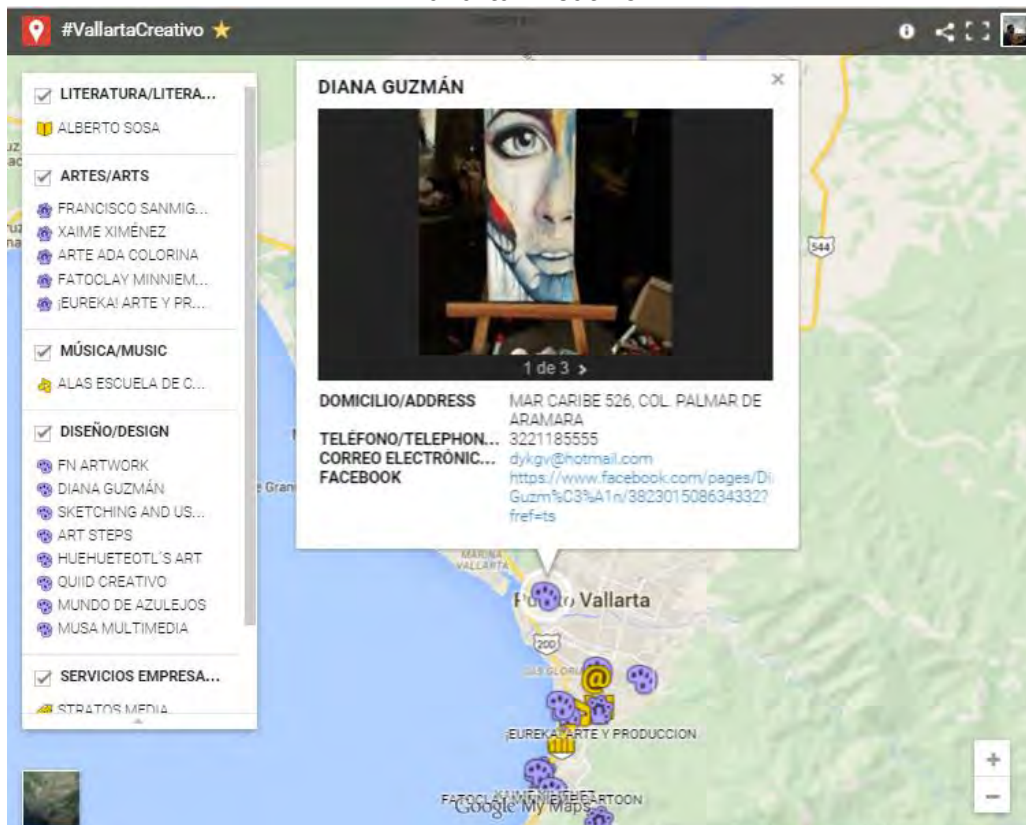 #VallartaCreativo
LITERATURA/LITERA...
ALBERTO SOSA
ARTES/ARTS
FRANCISCO SANMIG...
XAIME XIMÉNEZ
ARTE ADA COLORINA
FATOCLAY MINNIEM...
¡EUREKA! ARTE Y PR...
MÚSICA/MUSIC
ALAS ESCUELA DE C...
DISEÑO/DESIGN
FN ARTWORK
DIANA GUZMÁN
SKETCHING AND US...
ART STEPS
HUEHUETEOTL´S ART
QUIID CREATIVO
MUNDO DE AZULEJOS
MUSA MULTIMEDIA
SERVICIOS EMPRESA...
STRATOS MEDIA
DIANA GUZMÁN
1 de 3
DOMICILIO/ADDRESS MAR CARIBE 526, COL. PALMAR DE
ARAMARA
TELÉFONO/TELEPHON... 3221185555
CORREO ELECTRÓNIC... dykgv@hotmail.com
FACEBOOK https://www.facebook.com/pages/Di
Guzm%C3%A1n/382301508634332?
fref=ts
544
MARINA
VALLARTA
Vallarta
200
¡EUREKA! ARTE Y PRODUCCION
Google My Maps